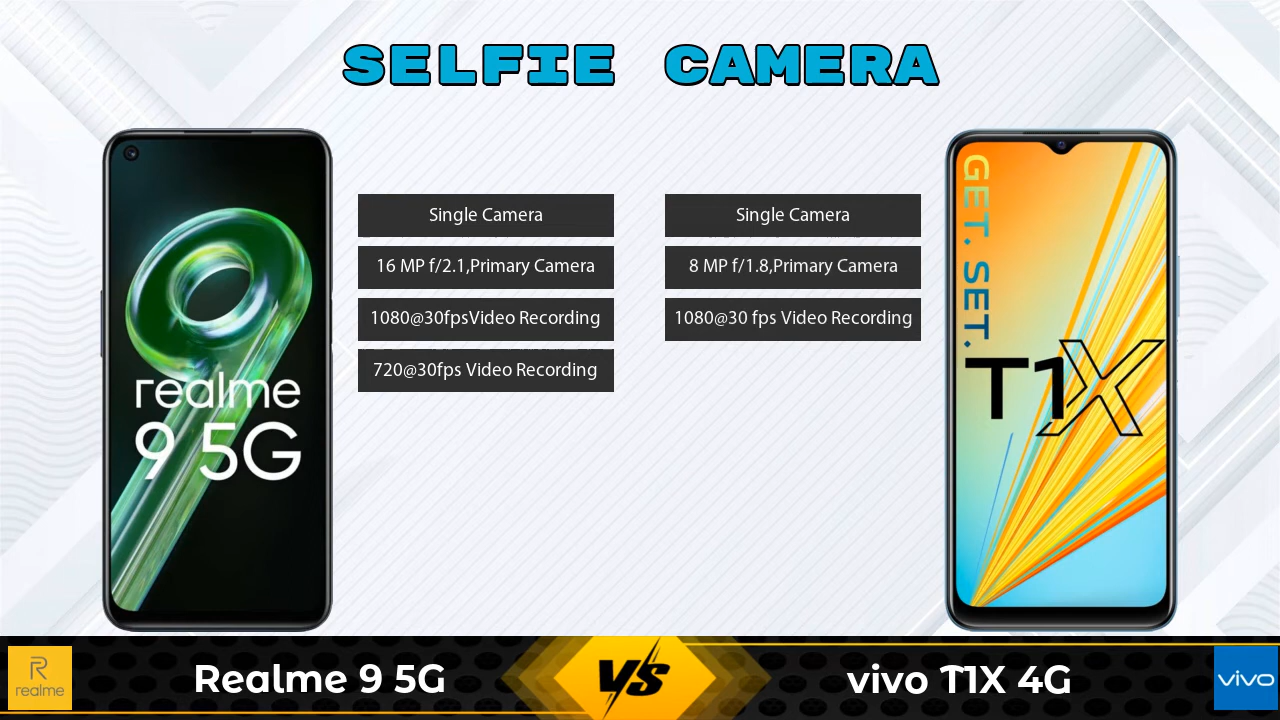 SELFIE CAMERA
realme
9 5G
Single Camera
16 MP f/2.1,Primary Camera
1080@30fpsVideo Recording
720@30fps Video Recording
Single Camera
8 MP f/1.8,Primary Camera
1080@30 fps Video Recording
GET. SET.
T1X
R
realme
Realme 9 5G
VS
vivo T1X 4G
vivo